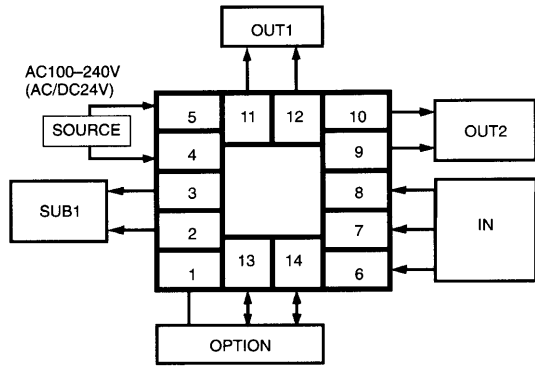 OUT1
AC100–240V
(AC/DC24V)
SOURCE
5 11 12 10
OUT2
4 9
3 8
SUB1
IN
2 7
1 13 14 6
OPTION